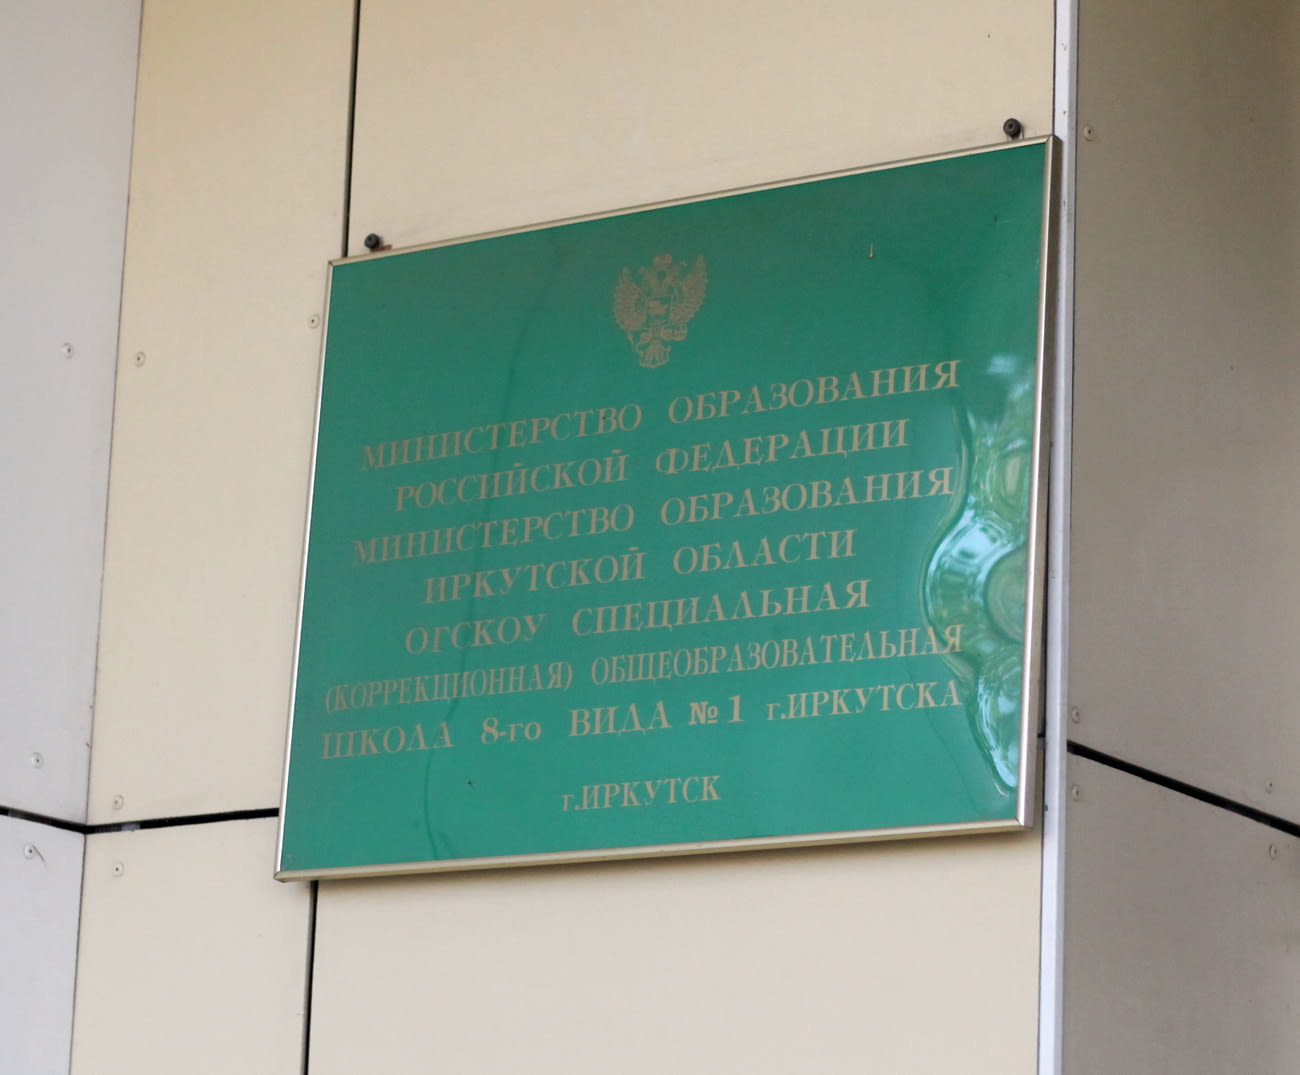 МИНИСТЕРСТВО ОБРАЗОВАНИЯ
РОССИЙСКОЙ ФЕДЕРАЦИИ
МИНИСТЕРСТВО ОБРАЗОВАНИЯ
ИРКУТСКОЙ ОБЛАСТИ
ОГСКОУ СПЕЦИАЛЬНАЯ
(КОРРЕКЦИОННАЯ) ОБЩЕОБРАЗОВАТЕЛЬНАЯ
ШКОЛА 8-го ВИДА №1 г.ИРКУТСКА
г.ИРКУТСК